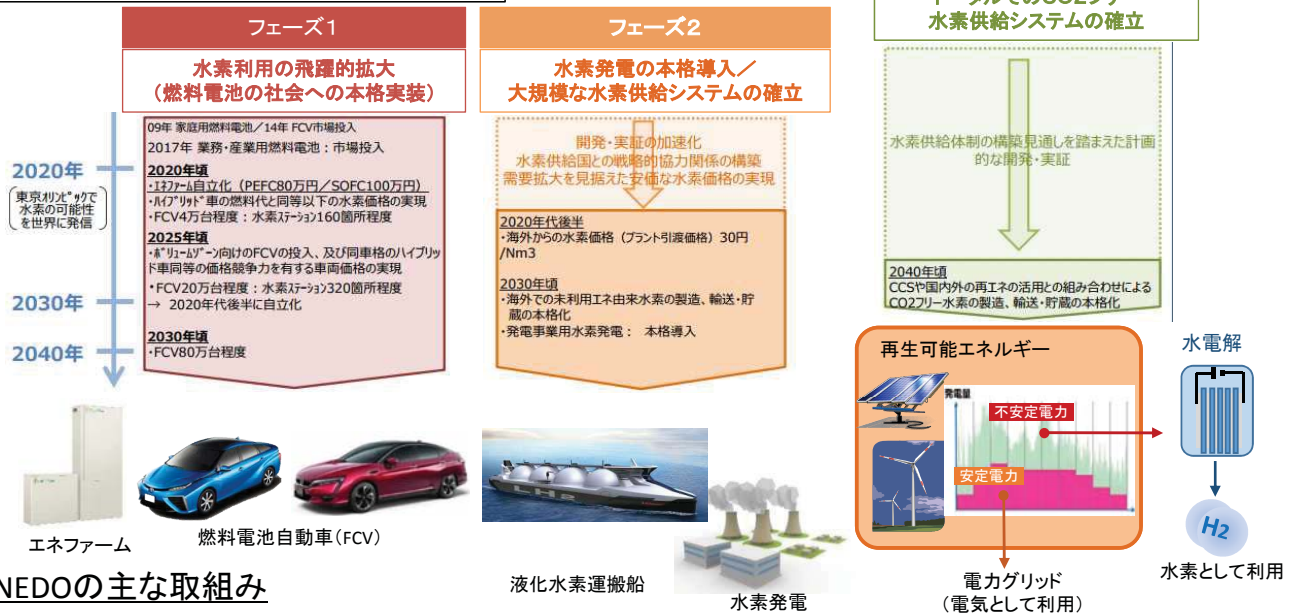 フェーズ1
水素利用の飛躍的拡大
(燃料電池の社会への本格実装)
09年 家庭用燃料電池/14年 FCV市場投入
2017年 業務・産業用燃料電池:市場投入
2020年頃
・エネファーム自立化(PEFC80万円/SOFC100万円)
・ハイブリッド車の燃料代と同等以下の水素価格の実現
・FCV4万台程度:水素ステーション160箇所程度
2025年頃
・ボリュームゾーン向けのFCVの投入、及び同車格のハイブリッ
ド車同等の価格競争力を有する車両価格の実現
・FCV20万台程度:水素ステーション320箇所程度
→ 2020年代後半に自立化
2030年頃
・FCV80万台程度
フェーズ2
水素発電の本格導入/
大規模な水素供給システムの確立
開発・実証の加速化
水素供給国との戦略的協力関係の構築
需要拡大を見据えた安価な水素価格の実現
2020年代後半
・海外からの水素価格(プラント引渡価格)30円
/Nm3
2030年頃
・海外での未利用エネ由来水素の製造、輸送・貯
蔵の本格化
・発電事業用水素発電: 本格導入
トータルでのCO2フリー
水素供給システムの確立
水素供給体制の構築見通しを踏まえた計画
的な開発・実証
2040年頃
CCSや国内外の再エネの活用との組み合わせによる
CO2フリー水素の製造、輸送・貯蔵の本格化
2020年
(東京オリンピックで
水素の可能性
を世界に発信)
2030年
2040年
エネファーム
燃料電池自動車(FCV)
LH2
液化水素運搬船
水素発電
再生可能エネルギー
発電量
不安定電力
安定電力
水電解
H2
水素として利用
電力グリッド
(電気として利用)
NEDOの主な取組み